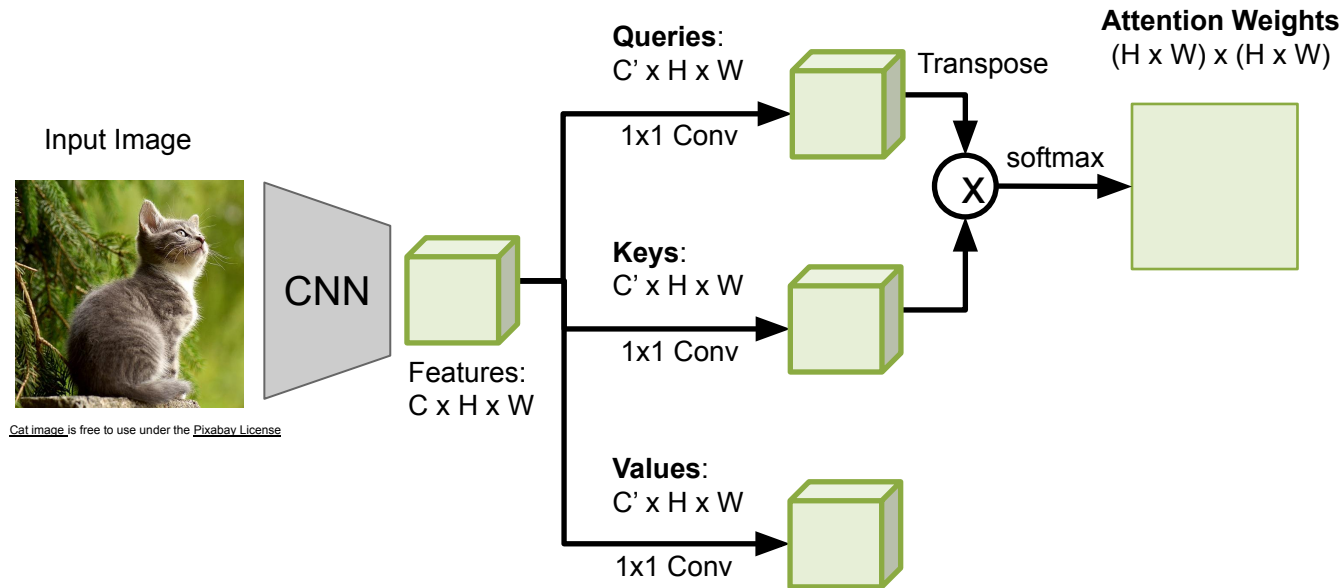 Input Image
Cat image is free to use under the Pixabay License
CNN
Features:
C x H x W
Queries:
C’ x H x W
1x1 Conv
Keys:
C’ x H x W
1x1 Conv
Values:
C’ x H x W
1x1 Conv
Transpose
X
softmax
Attention Weights
(H x W) x (H x W)